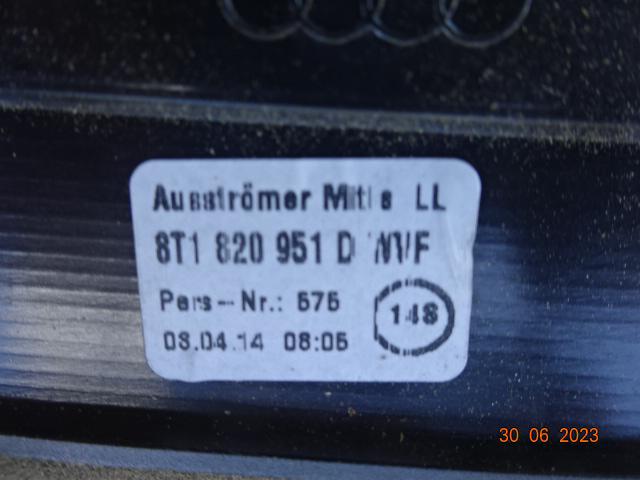 Ausströmer Mitte LL
8T1 820 951 D WVF
Pers-Nr.: 575
148
08.04.14 08:05
30 06 2023